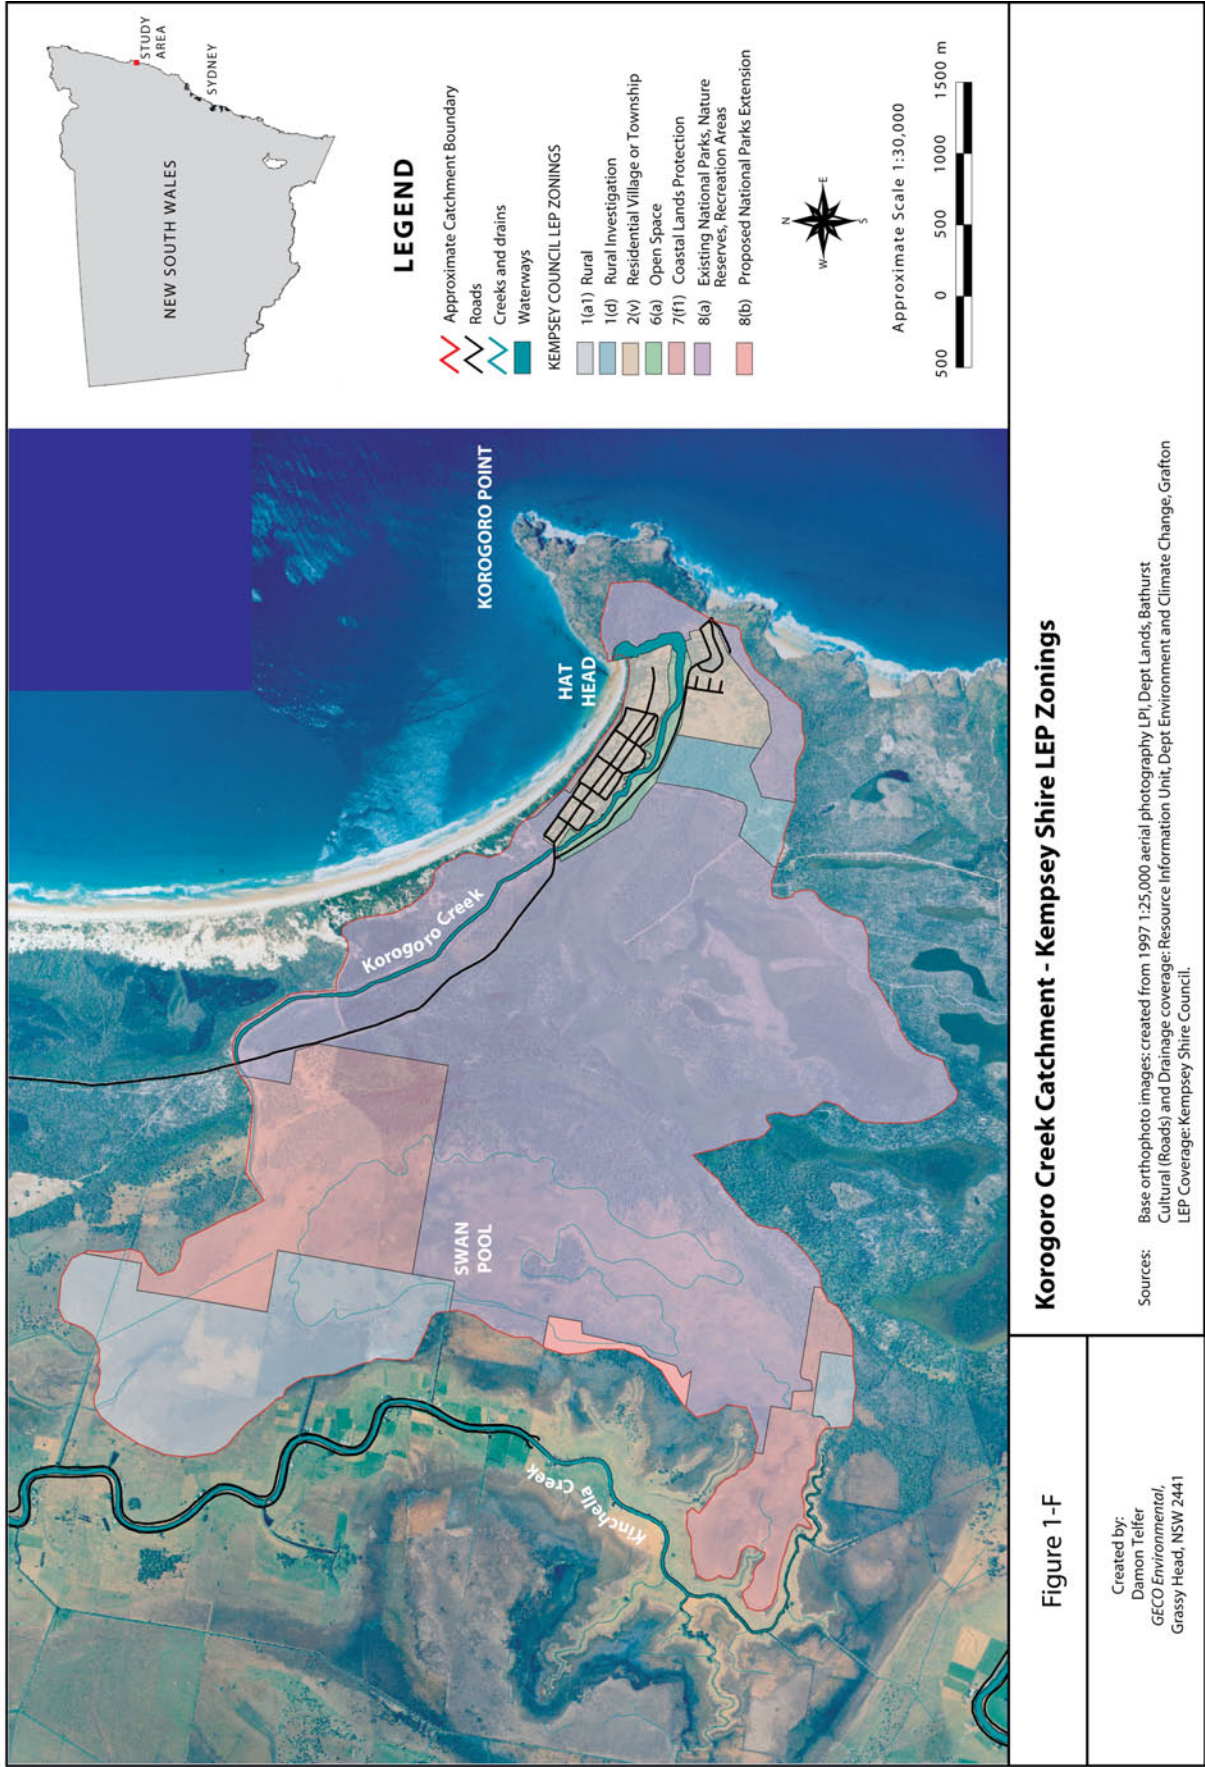 STUDY
AREA
SYDNEY
NEW SOUTH WALES
LEGEND
Approximate Catchment Boundary
Roads
Creeks and drains
Waterways
KEMPSEY COUNCIL LEP ZONINGS
1(a1) Rural
1(d) Rural Investigation
2(v) Residential Village or Township
6(a) Open Space
7(f1) Coastal Lands Protection
8(a) Existing National Parks, Nature
Reserves, Recreation Areas
8(b) Proposed National Parks Extension
N
W
E
S
Approximate Scale 1:30,000
500 0 500 1000 1500 m
KOROGORO POINT
HAT
HEAD
Korogoro Creek
SWAN
POOL
Kinchella Creek
Figure 1-F
Korogoro Creek Catchment - Kempsey Shire LEP Zonings
Created by:
Damon Telfer
GECO Environmental,
Grassy Head, NSW 2441
Sources: Base orthophoto images: created from 1997 1:25,000 aerial photography LPI, Dept Lands, Bathurst
Cultural (Roads) and Drainage coverage: Resource Information Unit, Dept Environment and Climate Change, Grafton
LEP Coverage: Kempsey Shire Council.